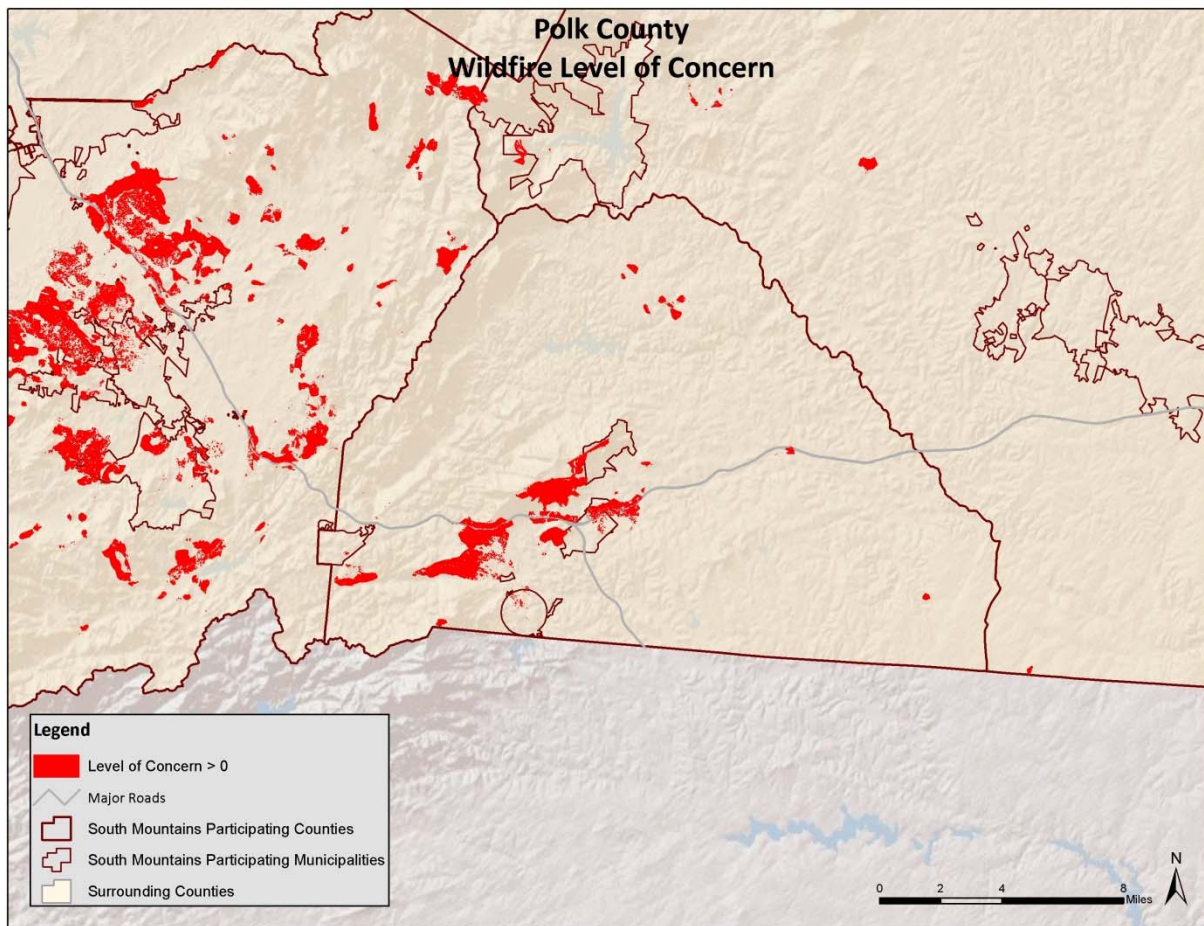 Polk County
Wildfire Level of Concern
Legend
Level of Concern > 0
Major Roads
South Mountains Participating Counties
South Mountains Participating Municipalities
Surrounding Counties
N
0 2 4 8
Miles